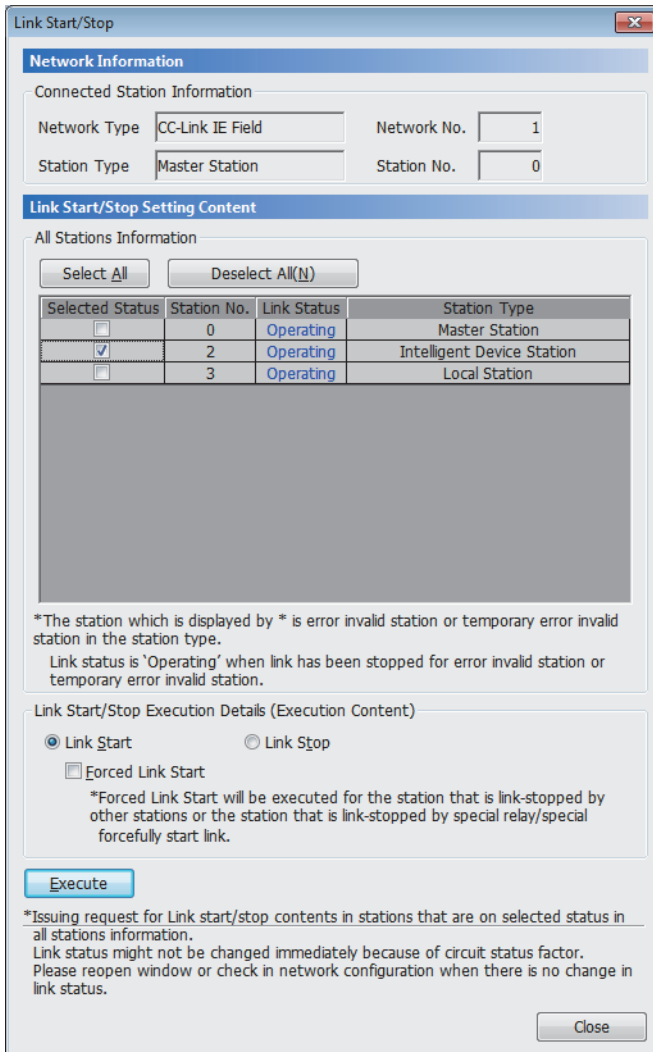 Link Start/Stop
Network Information
Connected Station Information
Network Type CC-Link IE Field Network No. 1
Station Type Master Station Station No. 0
Link Start/Stop Setting Content
All Stations Information
Select All Deselect All(N)
Selected Status Station No. Link Status Station Type
0 Operating Master Station
2 Operating Intelligent Device Station
3 Operating Local Station
*The station which is displayed by * is error invalid station or temporary error invalid
station in the station type.
Link status is ‵Operating′ when link has been stopped for error invalid station or
temporary error invalid station.
Link Start/Stop Execution Details (Execution Content)
Link Start Link Stop
Forced Link Start
*Forced Link Start will be executed for the station that is link-stopped by
other stations or the station that is link-stopped by special relay/special
forcefully start link.
Execute
*Issuing request for Link start/stop contents in stations that are on selected status in
all stations information.
Link status might not be changed immediately because of circuit status factor.
Please reopen window or check in network configuration when there is no change in
link status.
Close